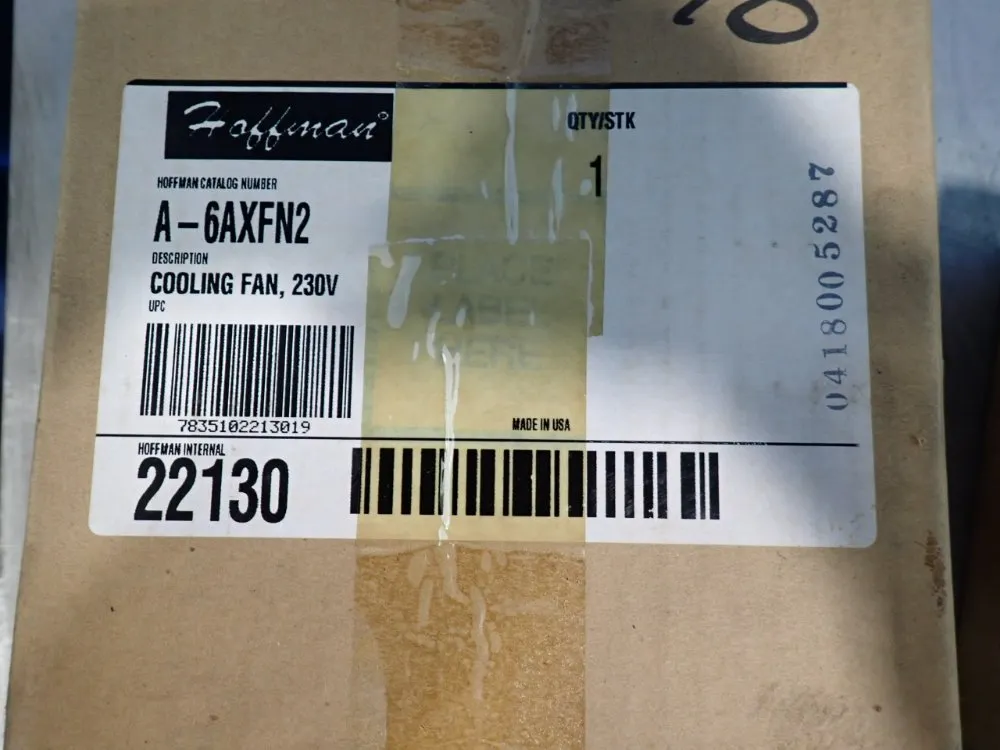 Hoffman®
QTY/STK
1
HOFFMAN CATALOG NUMBER
A-6AXFN2
DESCRIPTION
COOLING FAN, 230V
UPC
7835102213019
MADE IN USA
HOFFMAN INTERNAL
22130
0418005287